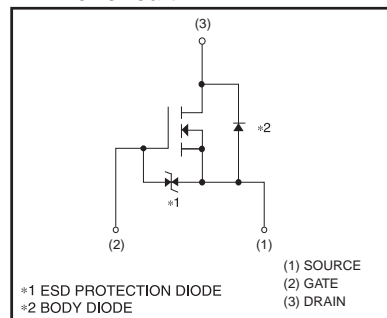 (3)
*2
*1
(2)
(1)
(1) SOURCE
(2) GATE
(3) DRAIN
*1 ESD PROTECTION DIODE
*2 BODY DIODE